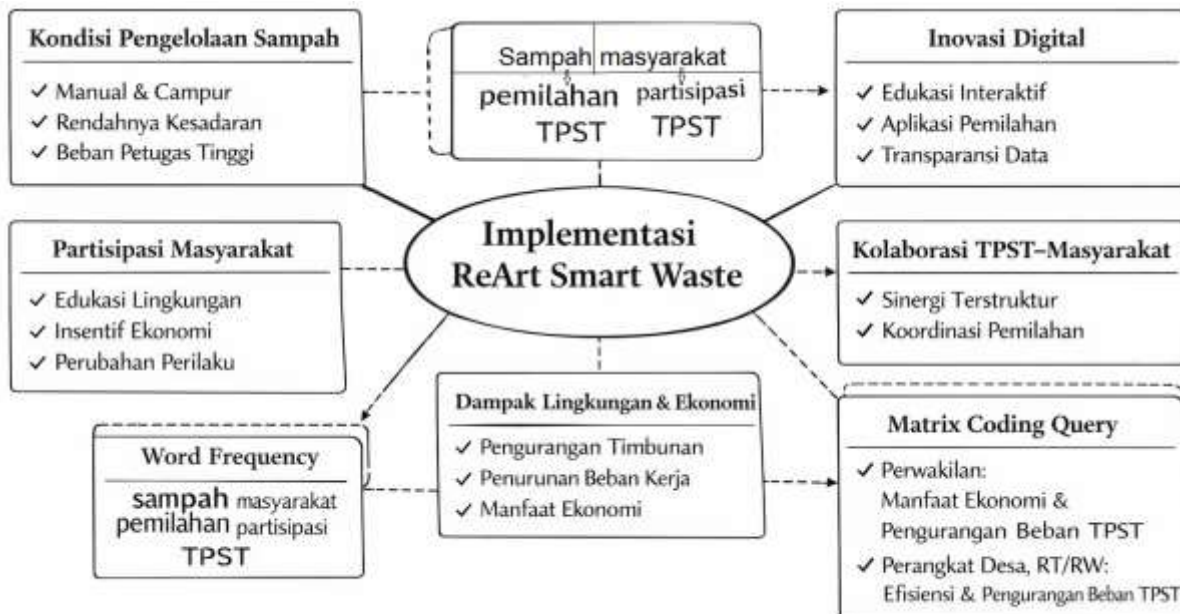 Kondisi Pengelolaan Sampah
✓ Manual & Campur
✓ Rendahnya Kesadaran
✓ Beban Petugas Tinggi
Sampah masyarakat
pemilahan partisipasi
TPST TPST
Inovasi Digital
✓ Edukasi Interaktif
✓ Aplikasi Pemilahan
✓ Transparansi Data
Implementasi
ReArt Smart Waste
Partisipasi Masyarakat
✓ Edukasi Lingkungan
✓ Insentif Ekonomi
✓ Perubahan Perilaku
Kolaborasi TPST–Masyarakat
✓ Sinergi Terstruktur
✓ Koordinasi Pemilahan
Word Frequency
sampah masyarakat
pemilahan partisipasi
TPST
Dampak Lingkungan & Ekonomi
✓ Pengurangan Timbunan
✓ Penurunan Beban Kerja
✓ Manfaat Ekonomi
Matrix Coding Query
✓ Perwakilan:
Manfaat Ekonomi &
Pengurangan Beban TPST
✓ Perangkat Desa, RT/RW:
Efisiensi & Pengurangan Beban TPST